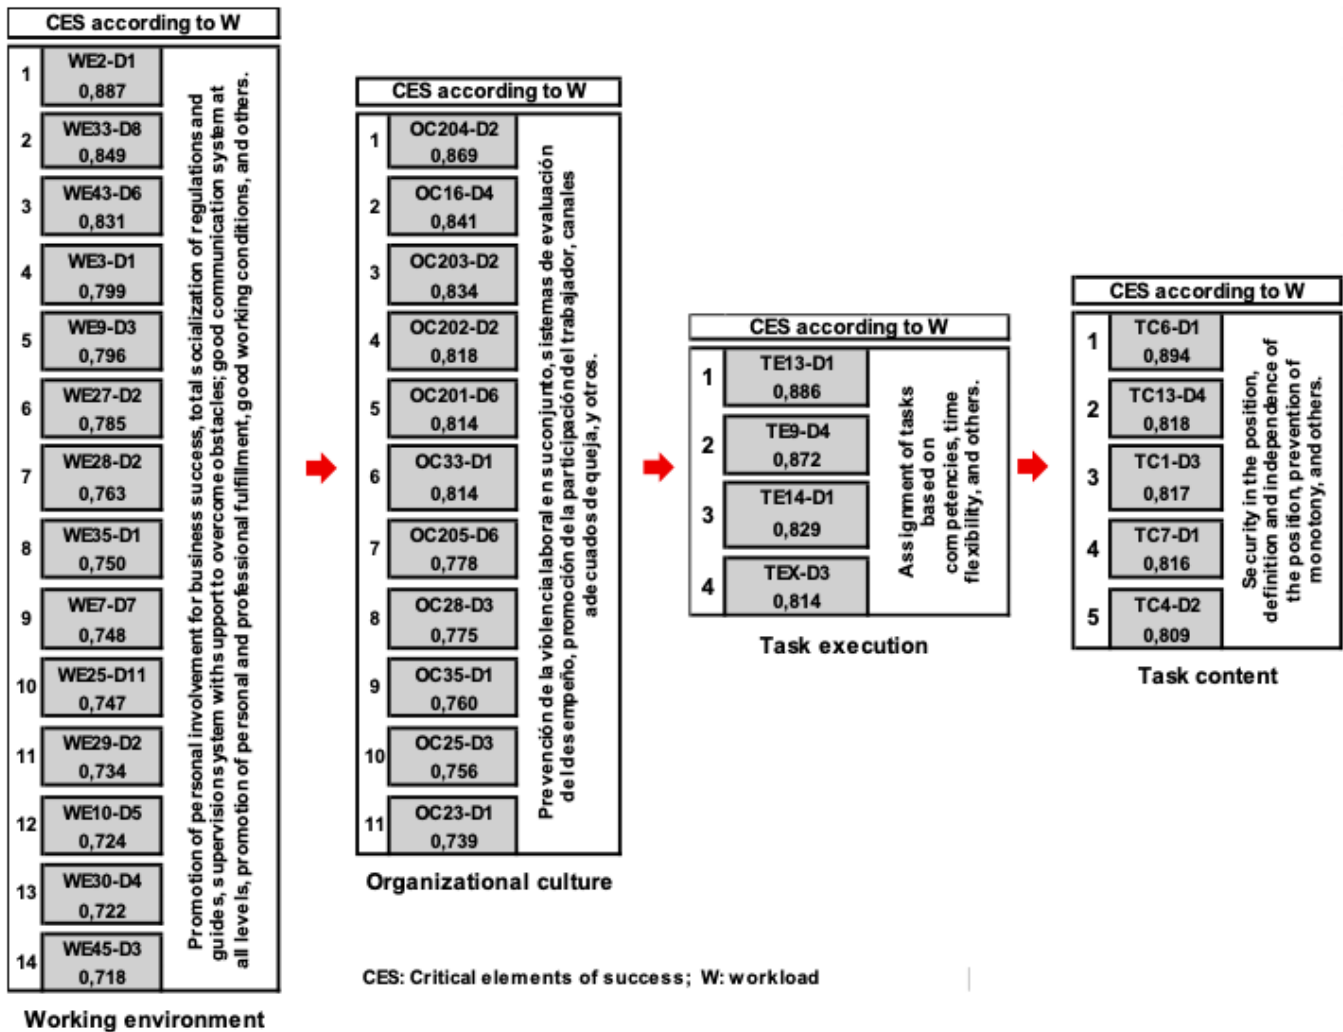 CES according to W
1
WE2-D1
0,887
2
WE33-D8
0,849
3
WE43-D6
0,831
4
WE3-D1
0,799
5
WE9-D3
0,796
6
WE27-D2
0,785
7
WE28-D2
0,763
8
WE35-D1
0,750
9
WE7-D7
0,748
10
WE25-D11
0,747
11
WE29-D2
0,734
12
WE10-D5
0,724
13
WE30-D4
0,722
14
WE45-D3
0,718
Promotion of personal involvement for business success, total socialization of regulations and
guides, supervision system with support to overcome obstacles; good communication system at
all levels, promotion of personal and professional fulfillment, good working conditions, and others.
Working environment
CES according to W
1
OC204-D2
0,869
2
OC16-D4
0,841
3
OC203-D2
0,834
4
OC202-D2
0,818
5
OC201-D6
0,814
6
OC33-D1
0,814
7
OC205-D6
0,778
8
OC28-D3
0,775
9
OC35-D1
0,760
10
OC25-D3
0,756
11
OC23-D1
0,739
Prevención de la violencia laboral en su conjunto, sistemas de evaluación
del desempeño, promoción de la participación del trabajador, canales
adecuados de queja, y otros.
Organizational culture
CES according to W
1
TE13-D1
0,886
2
TE9-D4
0,872
3
TE14-D1
0,829
4
TEX-D3
0,814
Assignment of tasks
based on
competencies, time
flexibility, and others.
Task execution
CES according to W
1
TC6-D1
0,894
2
TC13-D4
0,818
3
TC1-D3
0,817
4
TC7-D1
0,816
5
TC4-D2
0,809
Security in the position,
definition and independence of
the position, prevention of
monotony, and others.
Task content
CES: Critical elements of success; W: workload